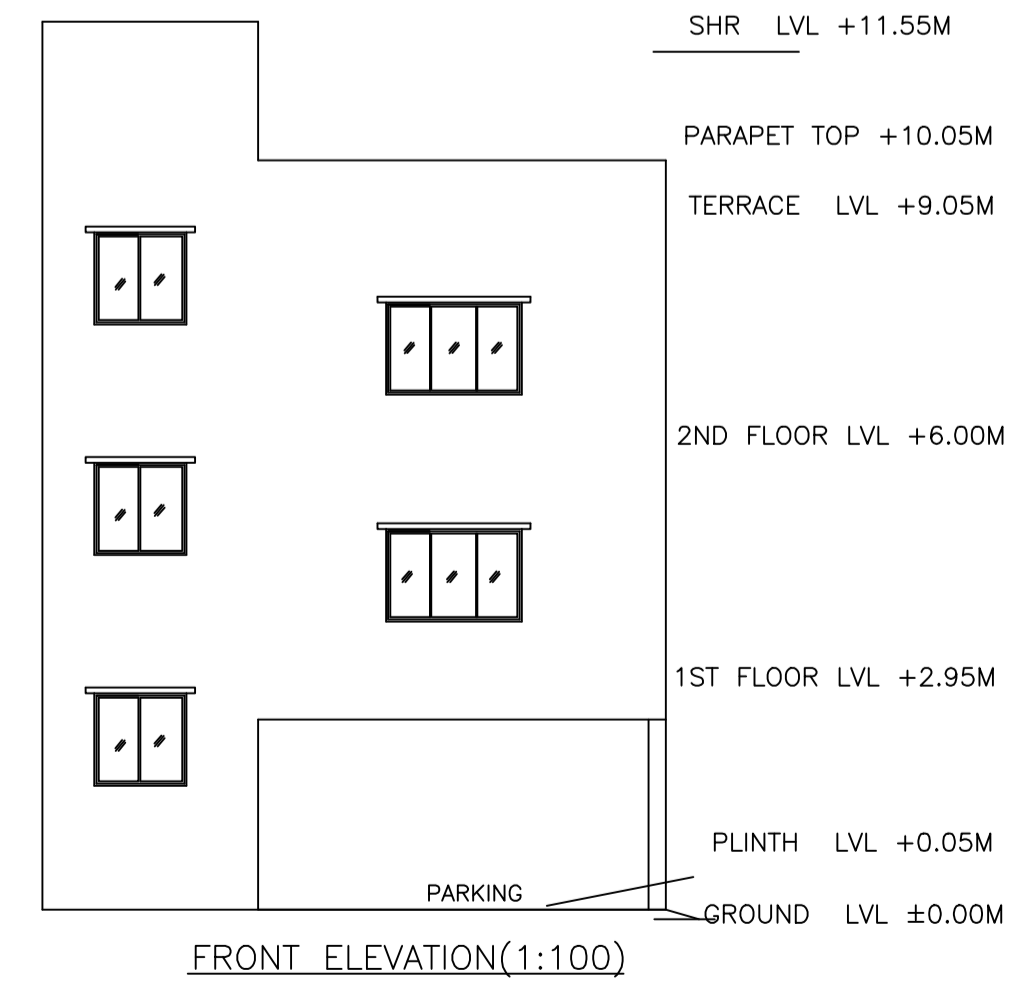 SHR LVL +11.55M
PARAPET TOP +10.05M
TERRACE LVL +9.05M
2ND FLOOR LVL +6.00M
1ST FLOOR LVL +2.95M
PLINTH LVL +0.05M
PARKING
GROUND LVL ±0.00M
FRONT ELEVATION(1:100)